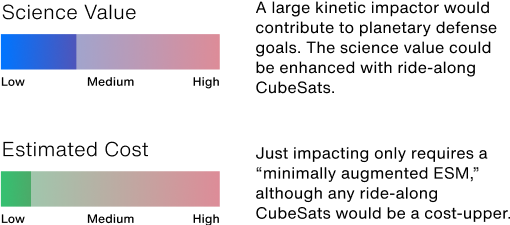 Science Value
Low Medium High
A large kinetic impactor would
contribute to planetary defense
goals. The science value could
be enhanced with ride-along
CubeSats.
Estimated Cost
Low Medium High
Just impacting only requires a
“minimally augmented ESM,”
although any ride-along
CubeSats would be a cost-upper.